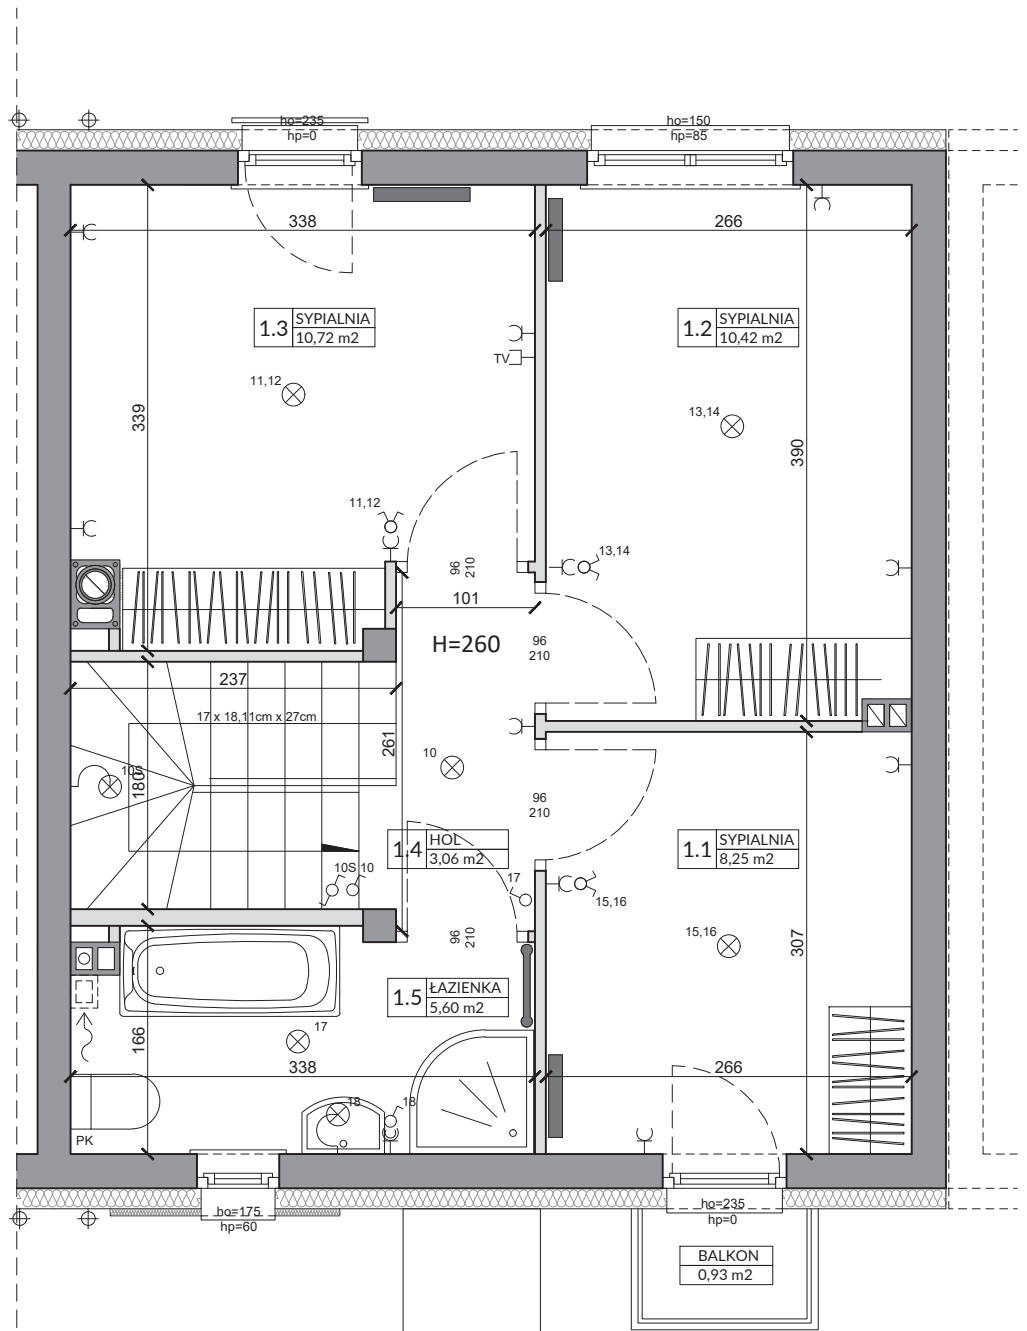 ho=235
hp=0
ho=150
hp=85
338
266
1.3 SYPIALNIA
10,72 m2
1.2 SYPIALNIA
10,42 m2
TV
11,12
13,14
339
390
11,12
13,14
96
210
101
H=260
96
210
237
17 x 18,11cm x 27cm
261
10
10S
180
96
210
1.4 HOL
3,06 m2
1.1 SYPIALNIA
8,25 m2
10S 10
17
15,16
96
210
15,16
307
1.5 ŁAZIENKA
5,60 m2
166
17
338
266
18
18
PK
ho=175
hp=60
ho=235
hp=0
BALKON
0,93 m2